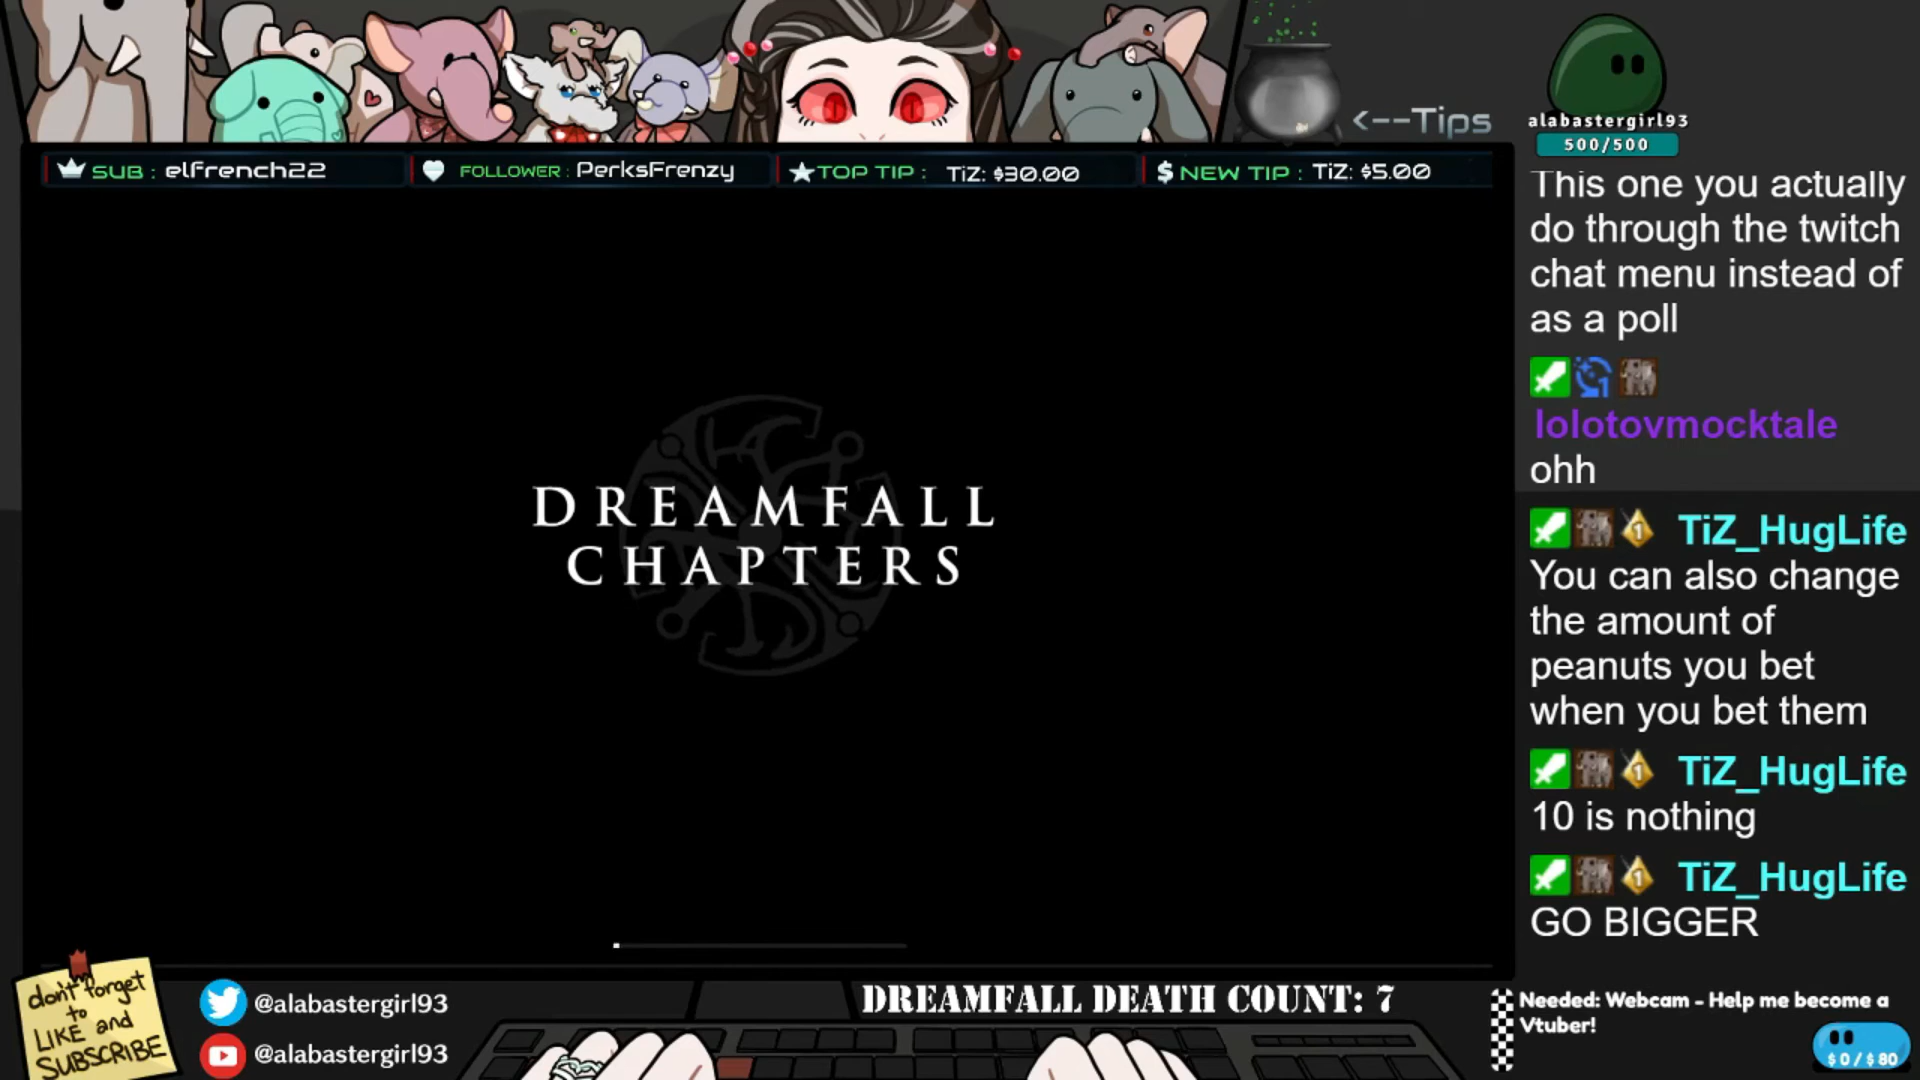 <--Tips
alabastergirl93
500/500
SUB : elfrench22
FOLLOWER : PerksFrenzy
TOP TIP : TiZ: $30.00
$ NEW TIP : TiZ: $5.00
This one you actually
do through the twitch
chat menu instead of
as a poll
lolotovmocktale
ohh
TiZ_HugLife
You can also change
the amount of
peanuts you bet
when you bet them
TiZ_HugLife
10 is nothing
TiZ_HugLife
GO BIGGER
DREAMFALL
CHAPTERS
don't forget
to
LIKE and
SUBSCRIBE
@alabastergirl93
@alabastergirl93
DREAMFALL DEATH COUNT: 7
Needed: Webcam - Help me become a
Vtuber!
$0 / $80